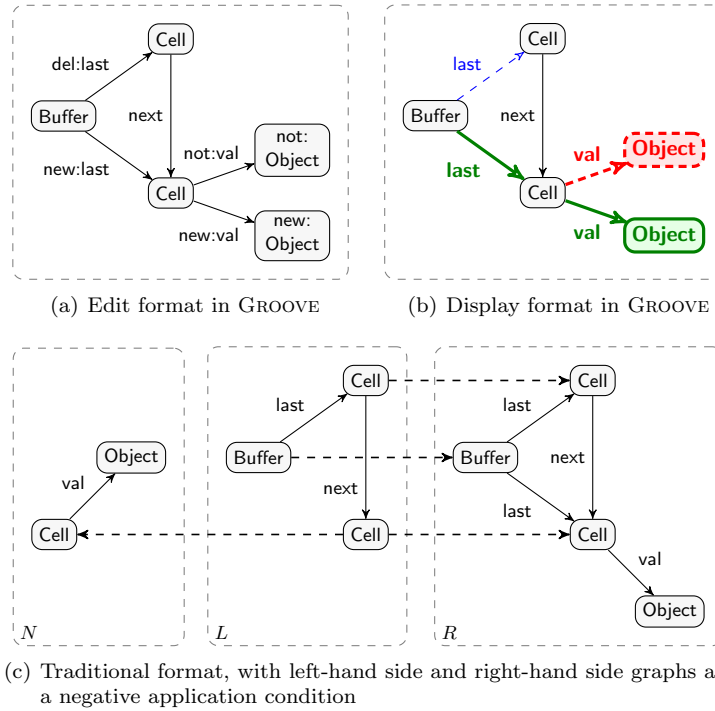 Cell
del:last
Buffer
next
new:last
not:val
not:
Object
Cell
new:val
new:
Object
(a) Edit format in GROOVE
Cell
last
Buffer
next
last
val
Object
Cell
val
Object
(b) Display format in GROOVE
Object
val
Cell
N
Cell
last
Buffer
next
Cell
L
Cell
last
Buffer
next
last
Cell
val
Object
R
(c) Traditional format, with left-hand side and right-hand side graphs a
a negative application condition